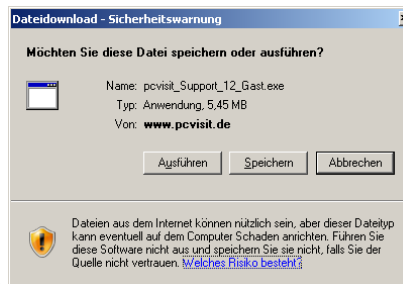 Dateidownload - Sicherheitswarnung
Möchten Sie diese Datei speichern oder ausführen?
Name: pcvisit_Support_12_Gast.exe
Typ: Anwendung, 5,45 MB
Von: www.pcvisit.de
Ausführen Speichern Abbrechen
Dateien aus dem Internet können nützlich sein, aber dieser Dateityp
kann eventuell auf dem Computer Schaden anrichten. Führen Sie
diese Software nicht aus und speichern Sie sie nicht, falls Sie der
Quelle nicht vertrauen. Welches Risiko besteht?